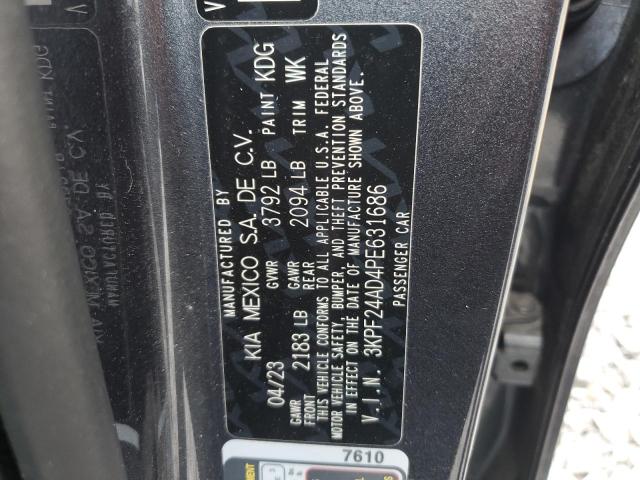 MANUFACTURED BY
KIA MEXICO S.A. DE C.V.
04/23 GVWR 3792 LB PAINT KDG
GAWR FRONT 2183 LB GAWR REAR 2094 LB TRIM WK
THIS VEHICLE CONFORMS TO ALL APPLICABLE U.S.A. FEDERAL
MOTOR VEHICLE SAFETY, BUMPER, AND THEFT PREVENTION STANDARDS
IN EFFECT ON THE DATE OF MANUFACTURE SHOWN ABOVE.
V.I.N. 3KPF24AD4PE631686
PASSENGER CAR
7610